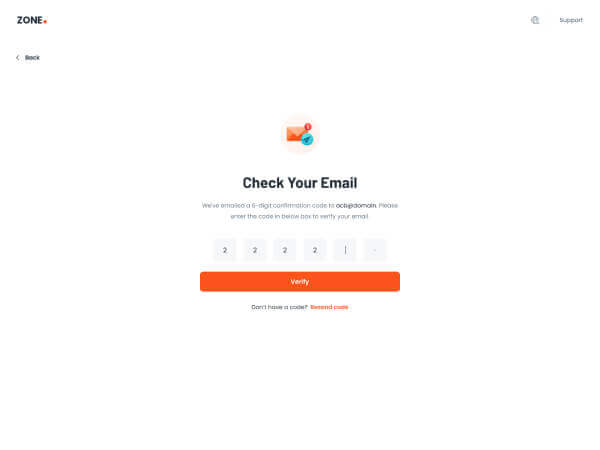 ZONE.
Support
Back
Check Your Email
We've emailed a 6-digit confirmation code to acb@domain. Please
enter the code in below box to verify your email.
2 2 2 2 | -
Verify
Don't have a code? Resend code